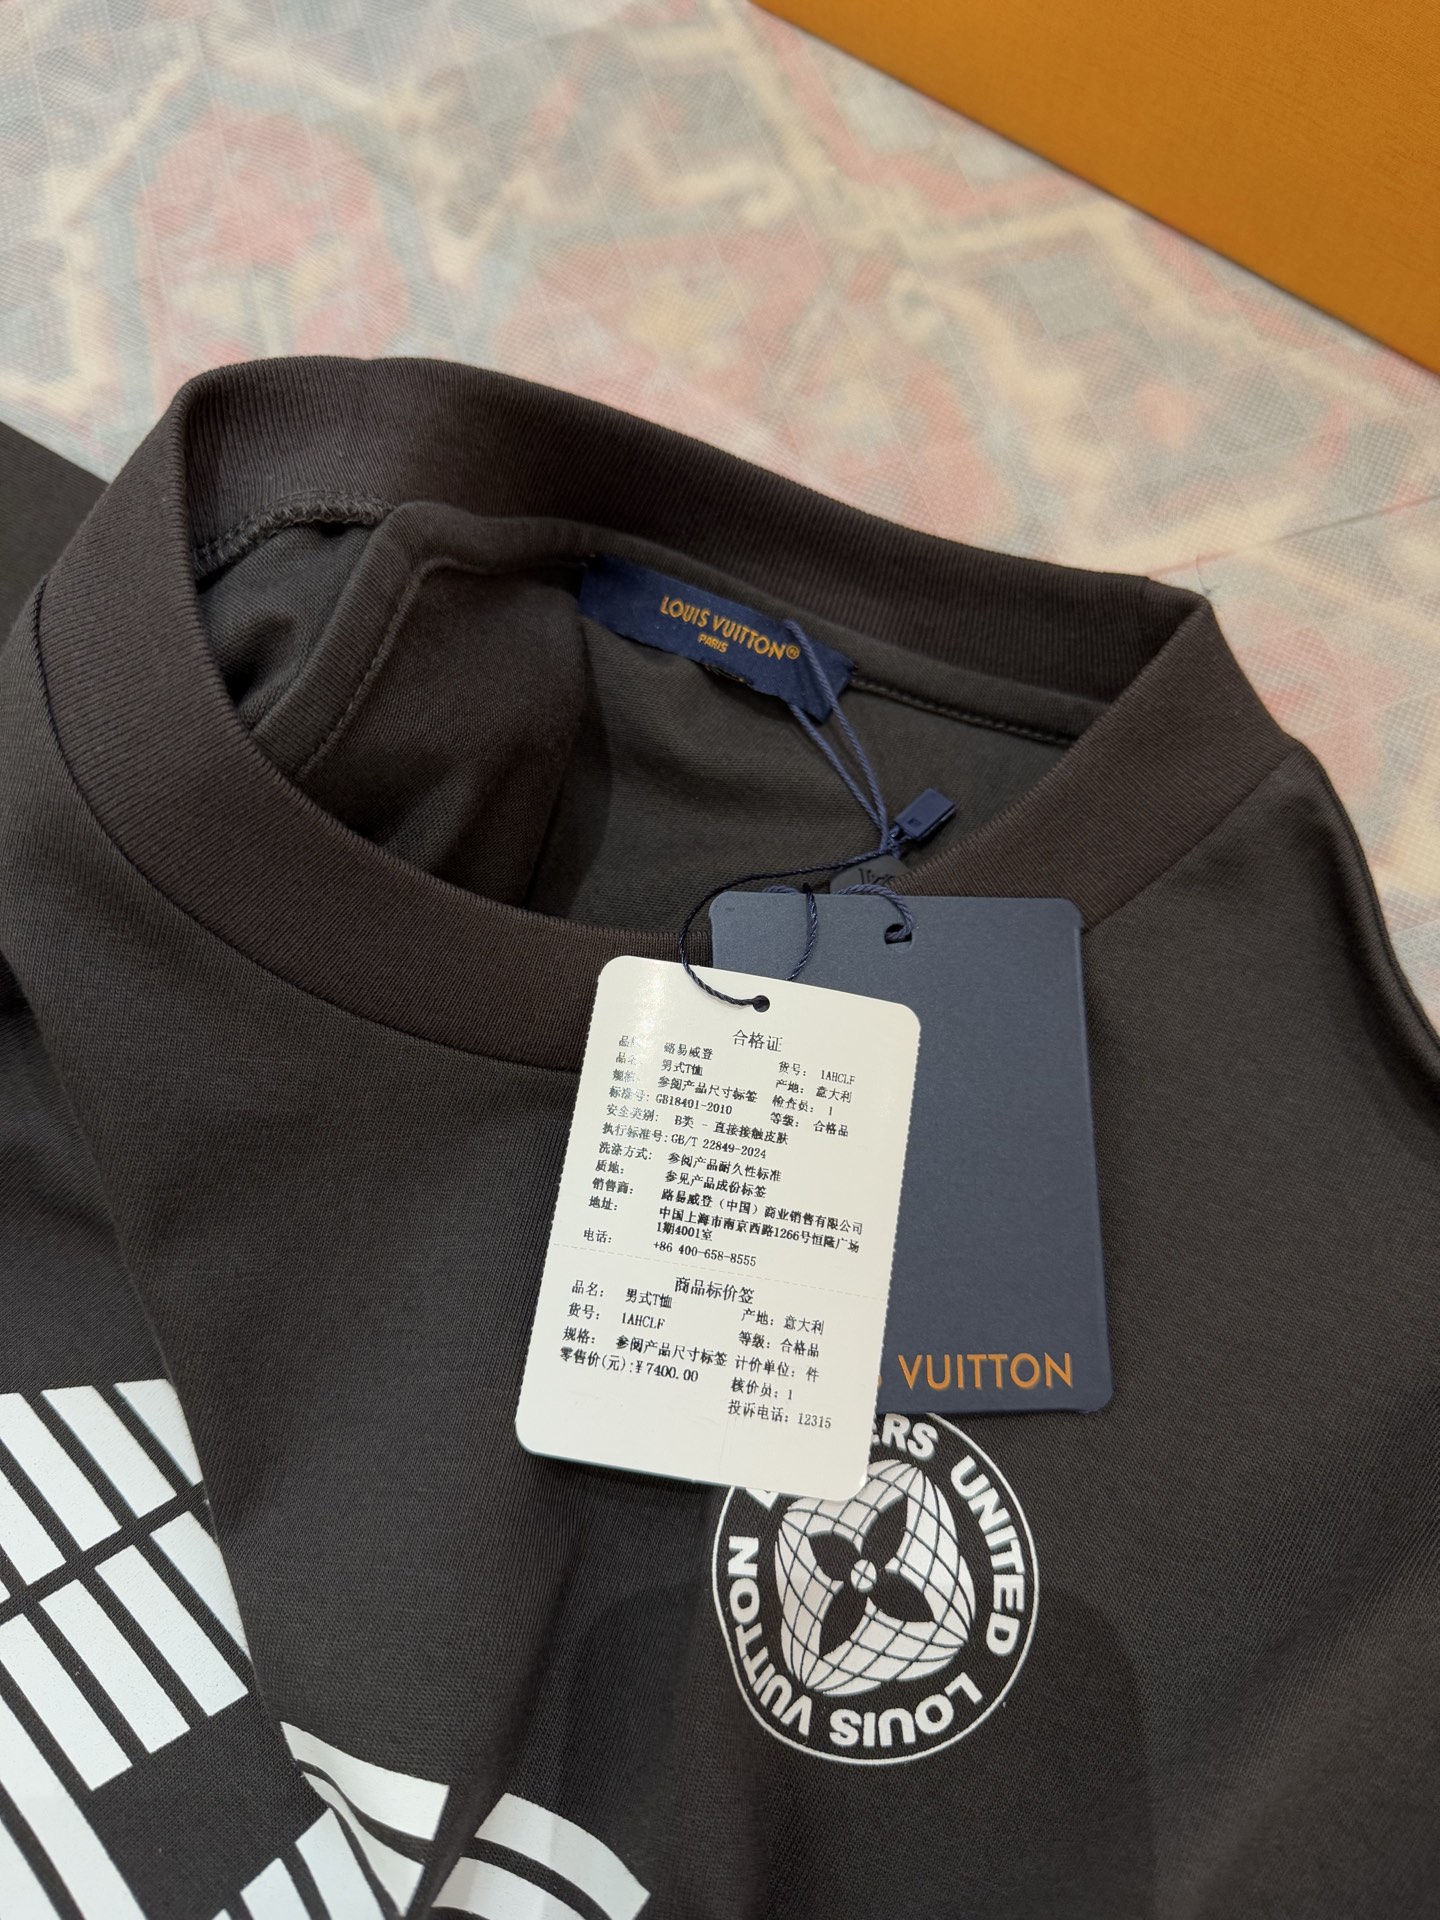 LOUIS VUITTON®
PARIS
合格证
品牌: 路易威登
品名: 男式T恤 货号: 1AHCLF
规格: 参阅产品尺寸标签 产地: 意大利
标准号: GB18401-2010 检查员: 1
安全类别: B类 - 直接接触皮肤 等级: 合格品
执行标准号: GB/T 22849-2024
洗涤方式: 参阅产品耐久性标准
质地: 参见产品成份标签
销售商: 路易威登（中国）商业销售有限公司
地址: 中国上海市南京西路1266号恒隆广场
1期4001室
电话: +86 400-658-8555
商品标价签
品名: 男式T恤 产地: 意大利
货号: 1AHCLF 等级: 合格品
规格: 参阅产品尺寸标签 计价单位: 件
零售价(元):¥7400.00 核价员: 1
投诉电话: 12315
VUITTON
ERS UNITED LOUIS VUITTON